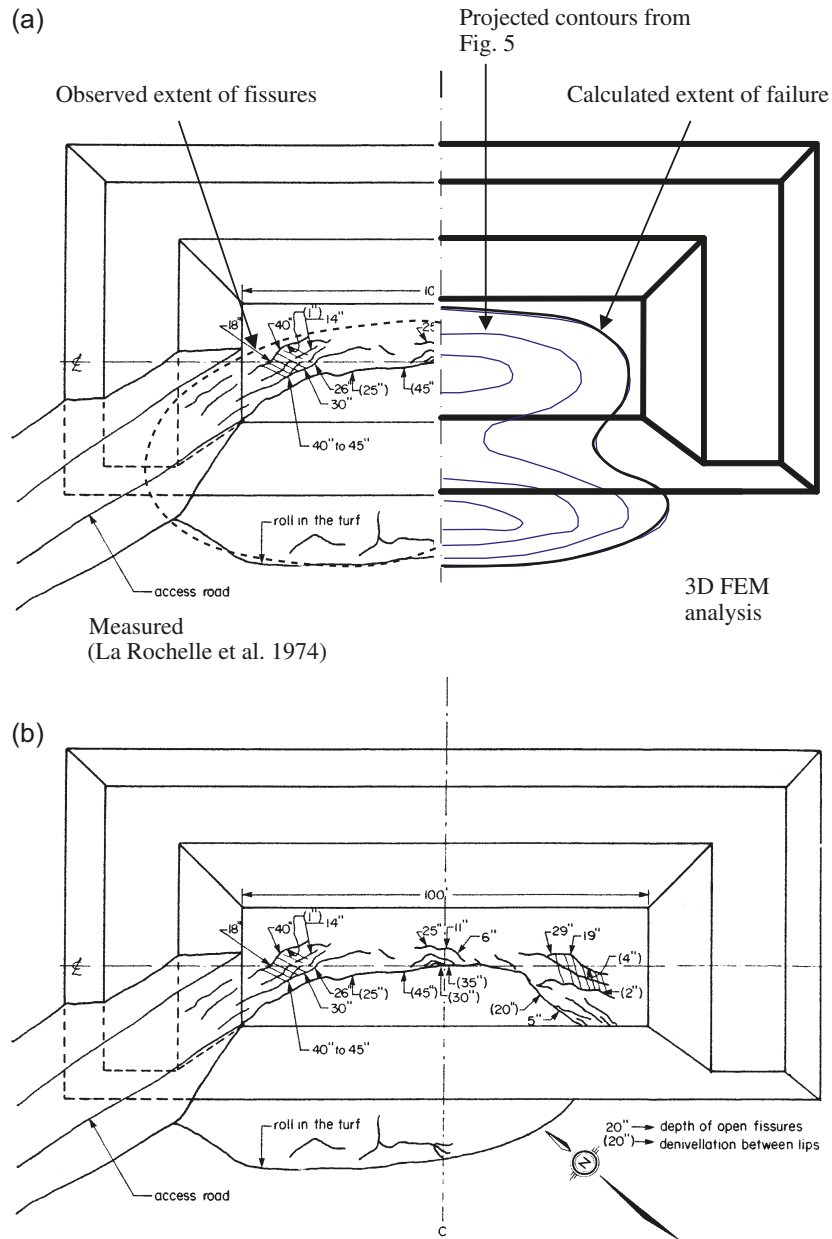 (a)
Projected contours from
Fig. 5
Observed extent of fissures
Calculated extent of failure
10
18"
40"
(1")
14"
25
℄
26"
(25")
(45"
30"
40" to 45"
roll in the turf
access road
Measured
(La Rochelle et al. 1974)
3D FEM
analysis
(b)
100'
18"
40"
(1")
14"
25"
11"
6"
29"
19"
(4")
℄
26"
(25")
(45")
(35")
(30")
(2")
30"
(20")
5"
40" to 45"
roll in the turf
20" → depth of open fissures
(20") → denivellation between lips
N
access road
C